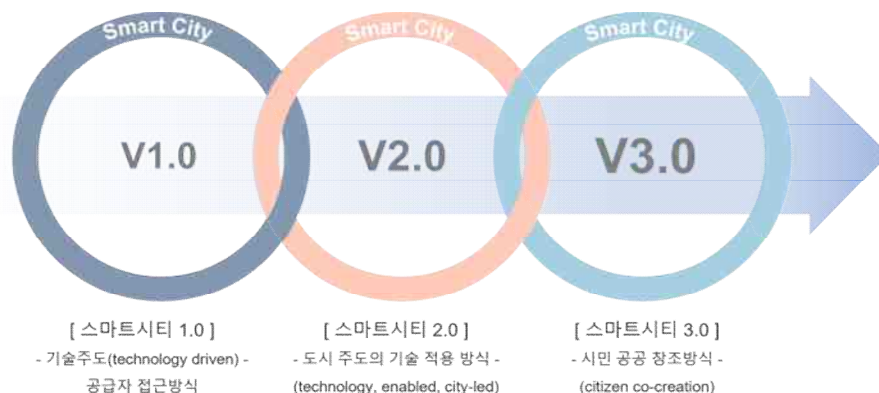 Smart City
Smart City
Smart City
V1.0
V2.0
V3.0
[ 스마트시티 1.0 ]
- 기술주도(technology driven) -
공급자 접근방식
[ 스마트시티 2.0 ]
- 도시 주도의 기술 적용 방식 -
(technology, enabled, city-led)
[ 스마트시티 3.0 ]
- 시민 공공 창조방식 -
(citizen co-creation)